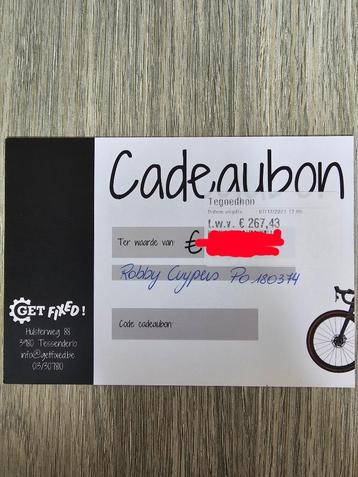 Cadeaubon
Tegoedbon
t.w.v. € 267,43
Ter waarde van: €
Robby Cuypers Po 180374
Code cadeaubon:
GET FIXED!
Hulsterweg 88
3980 Tessenderlo
info@getfixed.be
03/30780